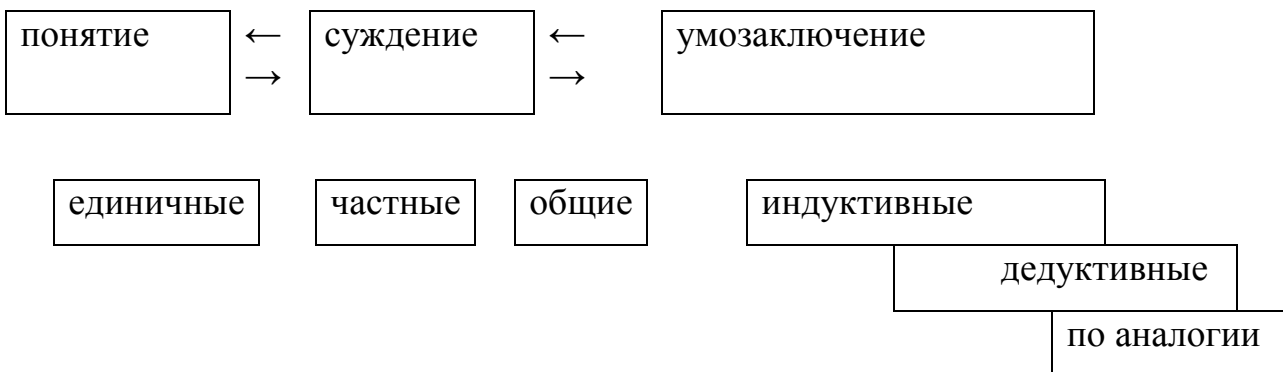 понятие ← суждение ← умозаключение
→ →
единичные частные общие индуктивные
дедуктивные
по аналогии